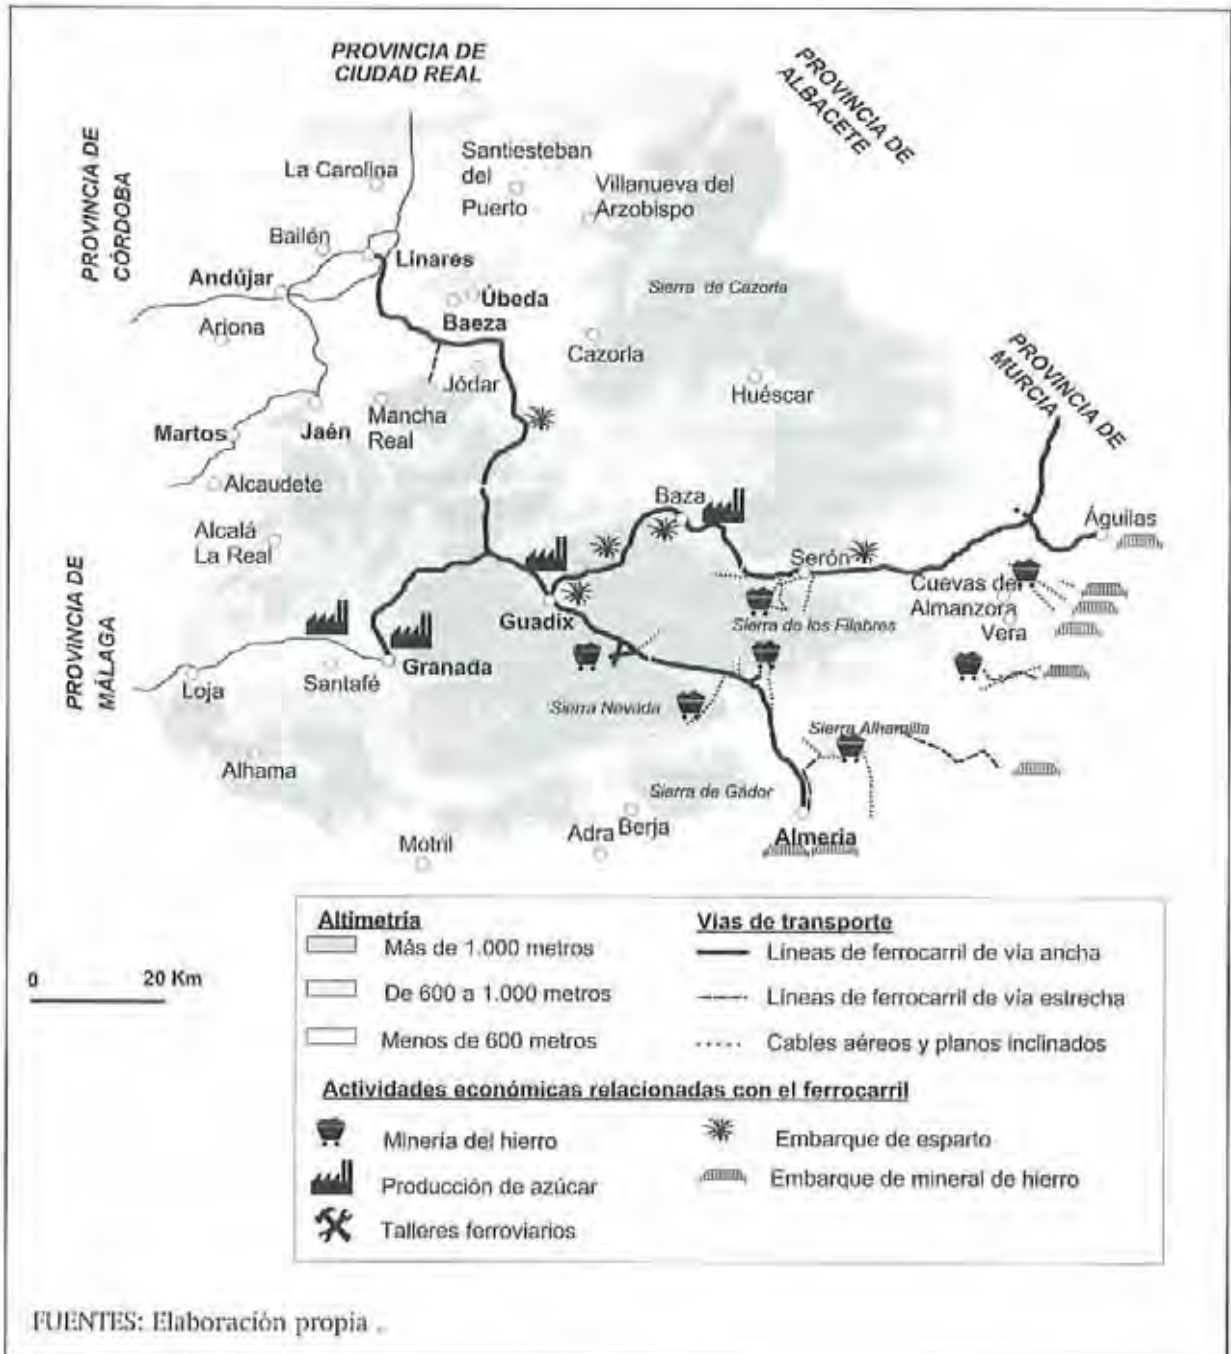 PROVINCIA DE
CIUDAD REAL
PROVINCIA DE
ALBACETE
PROVINCIA DE
CÓRDOBA
La Carolina
Santiesteban
del
Puerto
Villanueva del
Arzobispo
Bailén
Linares
Andújar
Sierra de Cazorla
Úbeda
Baeza
Arjona
Cazorla
PROVINCIA DE
MURCIA
Jódar
Huéscar
Mancha
Real
Martos
Jaén
Alcaudete
Baza
Alcalá
La Real
Águilas
Serón
PROVINCIA DE
MÁLAGA
Cuevas del
Almanzora
Guadix
Sierra de los Filabres
Vera
Granada
Loja
Santafé
Sierra Nevada
Sierra Alhamilla
Alhama
Sierra de Gádor
Adra
Berja
Motril
Almería
Altimetría
Más de 1.000 metros
De 600 a 1.000 metros
Menos de 600 metros
Vías de transporte
Líneas de ferrocarril de vía ancha
Líneas de ferrocarril de vía estrecha
Cables aéreos y planos inclinados
0 20 Km
Actividades económicas relacionadas con el ferrocarril
Minería del hierro
Producción de azúcar
Talleres ferroviarios
Embarque de esparto
Embarque de mineral de hierro
FUENTES: Elaboración propia .